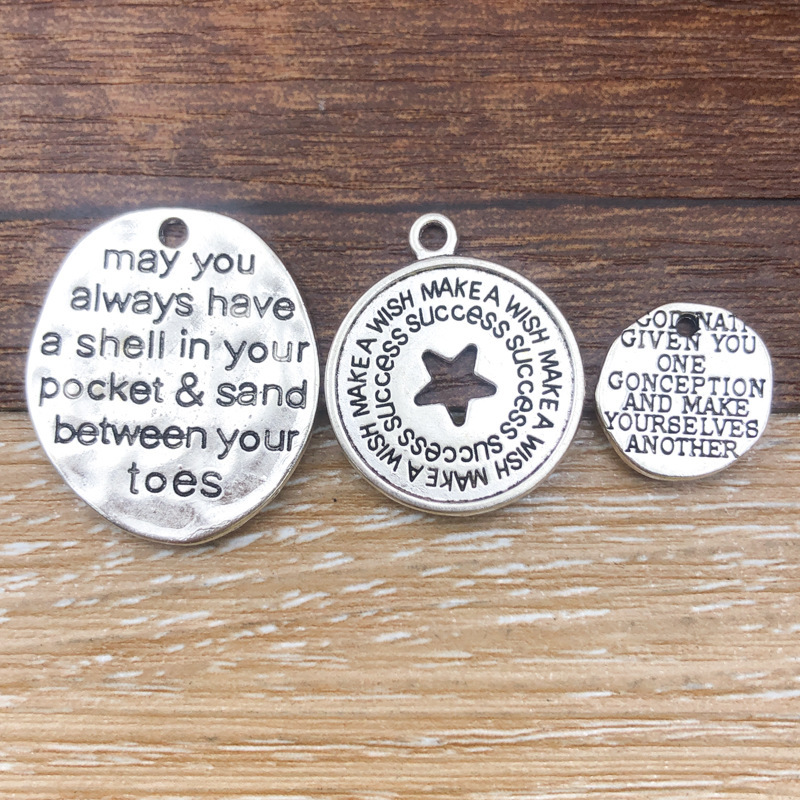 may you
always have
a shell in your
pocket & sand
between your
toes
MAKE A WISH MAKE A WISH MAKE A WISH MAKE A WISH
success success success success
GIVEN YOU
ONE
GONCEPTION
AND MAKE
YOURSELVES
ANOTHER